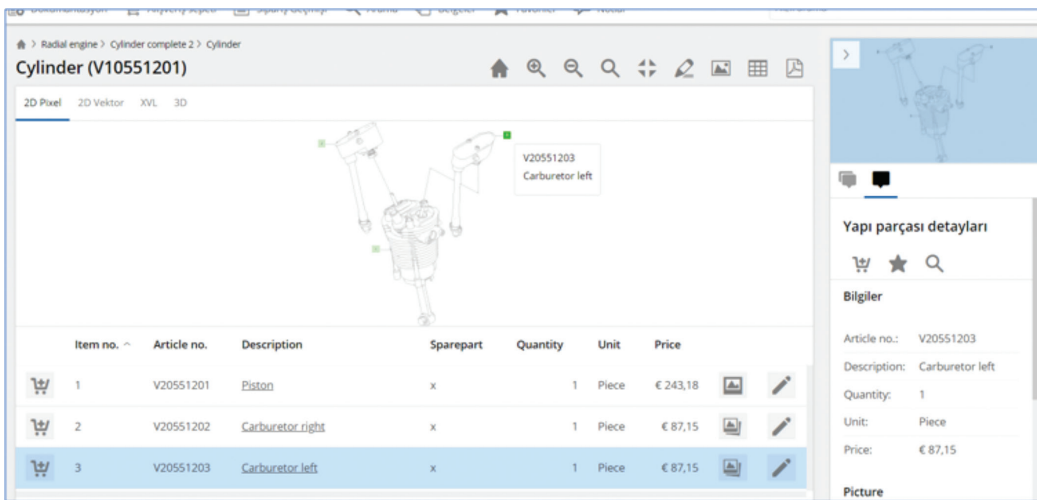 Radial engine > Cylinder complete 2 > Cylinder
Cylinder (V10551201)
2D Pixel 2D Vektor XVL 3D
V20551203
Carburetor left
Item no. Article no. Description Sparepart Quantity Unit Price
1 V20551201 Piston x 1 Piece € 243,18
2 V20551202 Carburetor right x 1 Piece € 87,15
3 V20551203 Carburetor left x 1 Piece € 87,15
Yapı parçası detayları
Bilgiler
Article no.: V20551203
Description: Carburetor left
Quantity: 1
Unit: Piece
Price: € 87,15
Picture